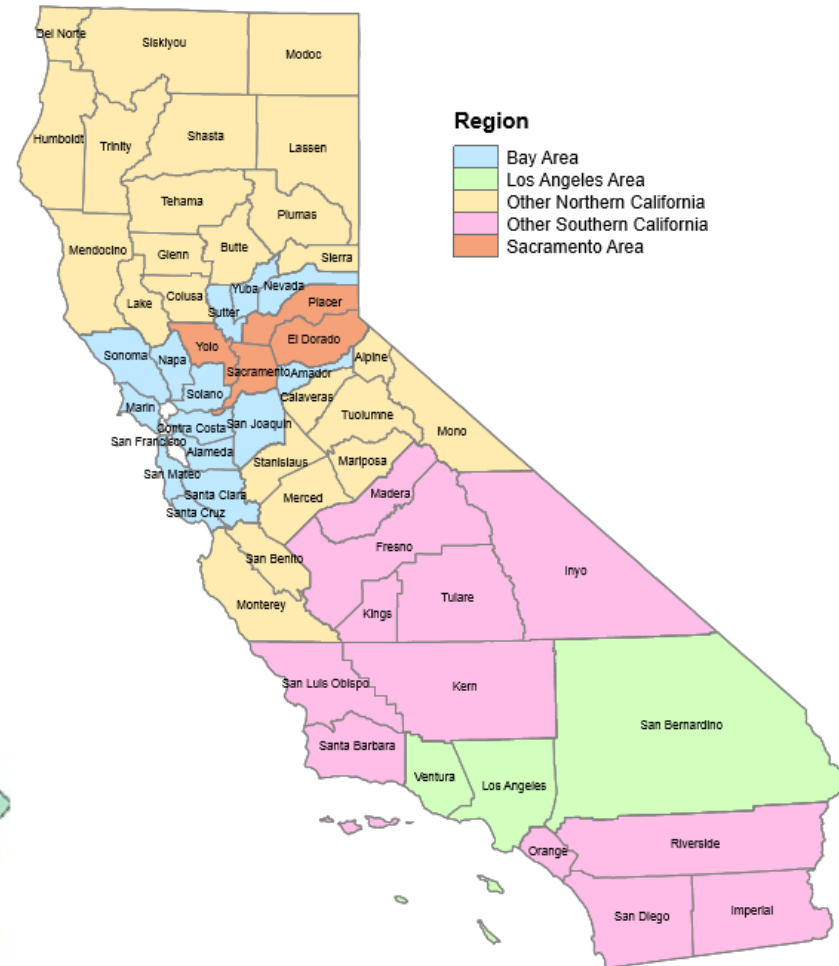 Del Norte
Siskiyou
Modoc
Humboldt
Trinity
Shasta
Lassen
Tehama
Plumas
Mendocino
Glenn
Butte
Sierra
Lake
Colusa
Yuba
Nevada
Sutter
Placer
Yolo
El Dorado
Sonoma
Napa
Sacramento
Amador
Alpine
Solano
Calaveras
Marin
Contra Costa
San Joaquin
Tuolumne
Mono
San Francisco
Alameda
Stanislaus
Mariposa
San Mateo
Santa Clara
Merced
Madera
Santa Cruz
Fresno
San Benito
Inyo
Monterey
Kings
Tulare
San Luis Obispo
Kern
Santa Barbara
San Bernardino
Ventura
Los Angeles
Orange
Riverside
San Diego
Imperial
Region
Bay Area
Los Angeles Area
Other Northern California
Other Southern California
Sacramento Area